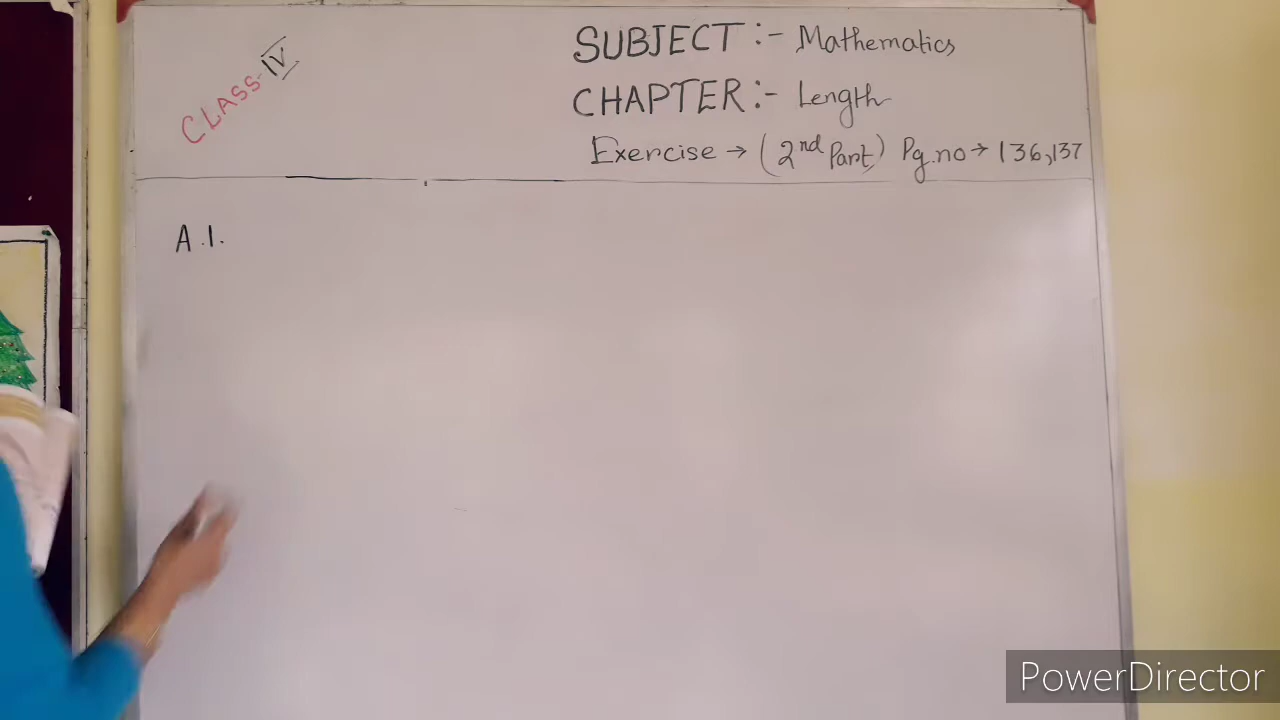 CLASS-IV
SUBJECT :- Mathematics
CHAPTER :- Length
Exercise → (2nd Part) Pg.no → 136,137
A.1.
PowerDirector